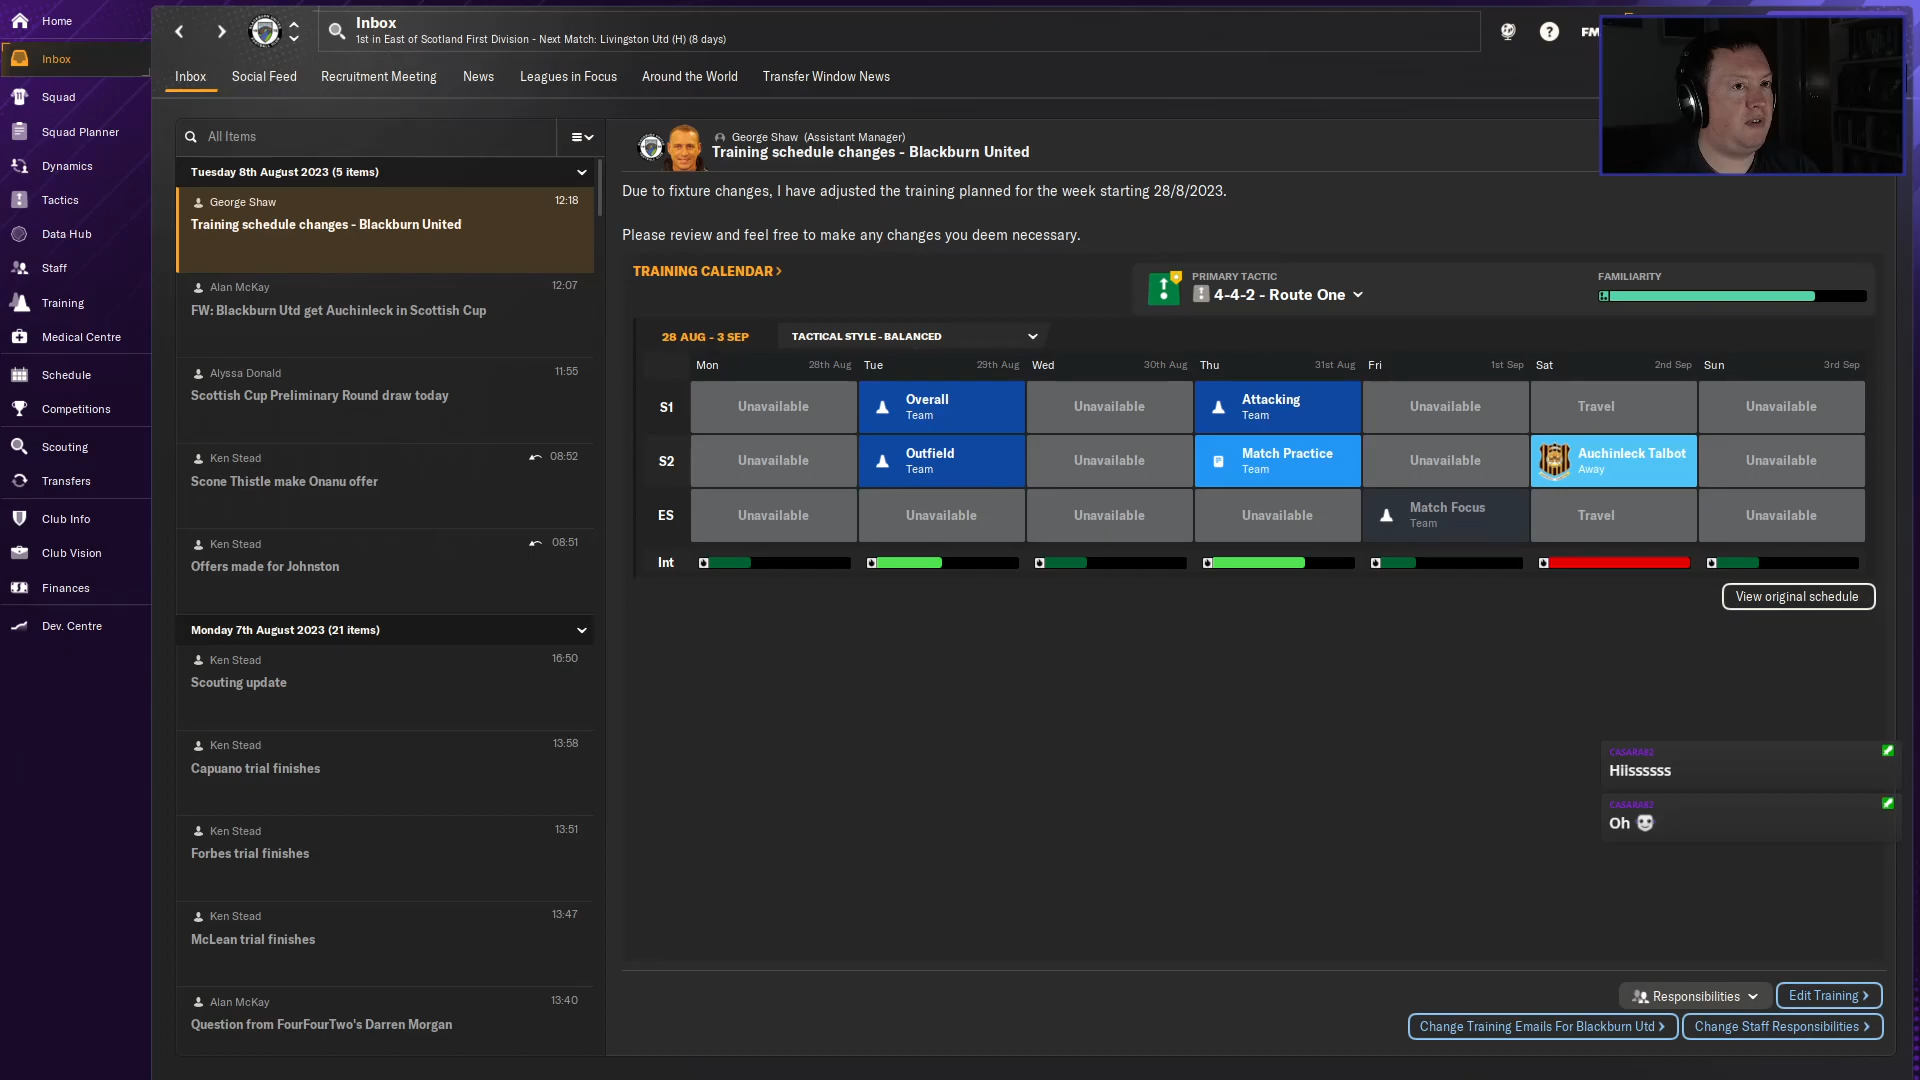 Home
Inbox
Squad
Squad Planner
Dynamics
Tactics
Data Hub
Staff
Training
Medical Centre
Schedule
Competitions
Scouting
Transfers
Club Info
Club Vision
Finances
Dev. Centre
Inbox
1st in East of Scotland First Division - Next Match: Livingston Utd (H) (8 days)
FM
Inbox Social Feed Recruitment Meeting News Leagues in Focus Around the World Transfer Window News
All Items
Tuesday 8th August 2023 (5 items)
George Shaw 12:18
Training schedule changes - Blackburn United
Alan McKay 12:07
FW: Blackburn Utd get Auchinleck in Scottish Cup
Alyssa Donald 11:55
Scottish Cup Preliminary Round draw today
Ken Stead 08:52
Scone Thistle make Onanu offer
Ken Stead 08:51
Offers made for Johnston
Monday 7th August 2023 (21 items)
Ken Stead 16:50
Scouting update
Ken Stead 13:58
Capuano trial finishes
Ken Stead 13:51
Forbes trial finishes
Ken Stead 13:47
McLean trial finishes
Alan McKay 13:40
Question from FourFourTwo's Darren Morgan
George Shaw (Assistant Manager)
Training schedule changes - Blackburn United
Due to fixture changes, I have adjusted the training planned for the week starting 28/8/2023.
Please review and feel free to make any changes you deem necessary.
TRAINING CALENDAR >
PRIMARY TACTIC
4-4-2 - Route One
FAMILIARITY
28 AUG - 3 SEP TACTICAL STYLE - BALANCED
Mon 28th Aug Tue 29th Aug Wed 30th Aug Thu 31st Aug Fri 1st Sep Sat 2nd Sep Sun 3rd Sep
S1 Unavailable Overall Team Unavailable Attacking Team Unavailable Travel Unavailable
S2 Unavailable Outfield Team Unavailable Match Practice Team Unavailable Auchinleck Talbot Away Unavailable
ES Unavailable Unavailable Unavailable Unavailable Match Focus Team Travel Unavailable
Int
View original schedule
CASARA82
Hiissssss
CASARA82
Oh
Responsibilities
Edit Training >
Change Training Emails For Blackburn Utd >
Change Staff Responsibilities >